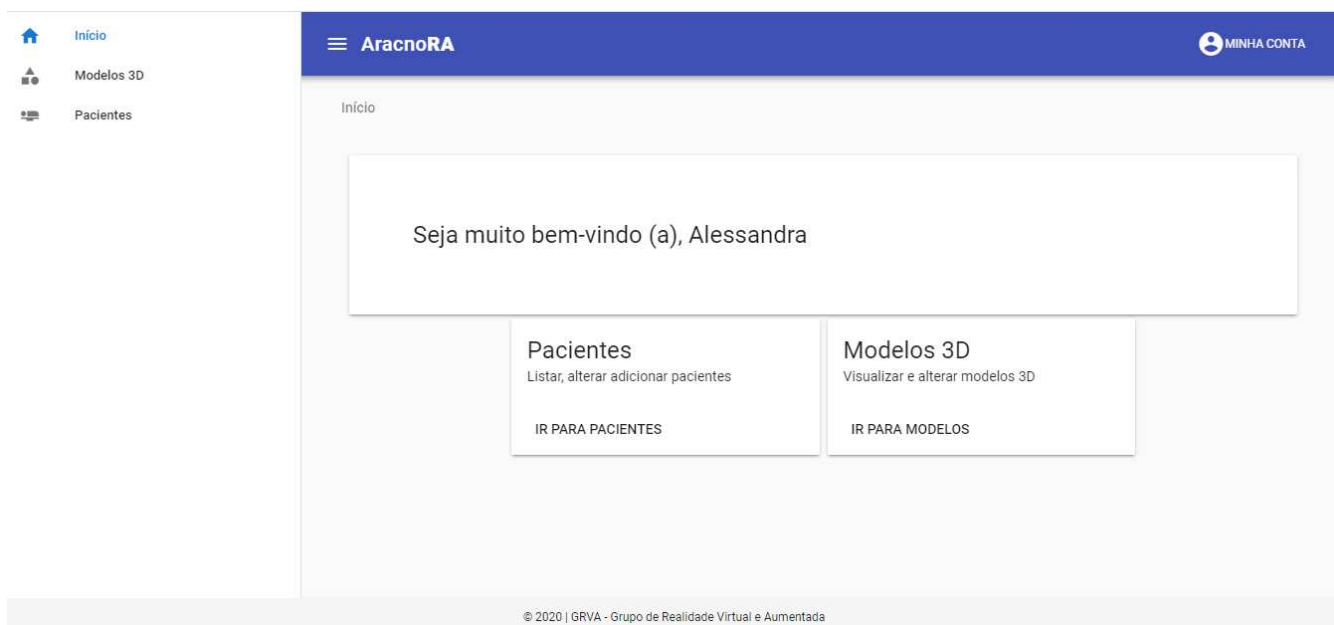 Início
Modelos 3D
Pacientes
AracnoRA
MINHA CONTA
Início
Seja muito bem-vindo (a), Alessandra
Pacientes
Listar, alterar adicionar pacientes
IR PARA PACIENTES
Modelos 3D
Visualizar e alterar modelos 3D
IR PARA MODELOS
© 2020 | GRVA - Grupo de Realidade Virtual e Aumentada